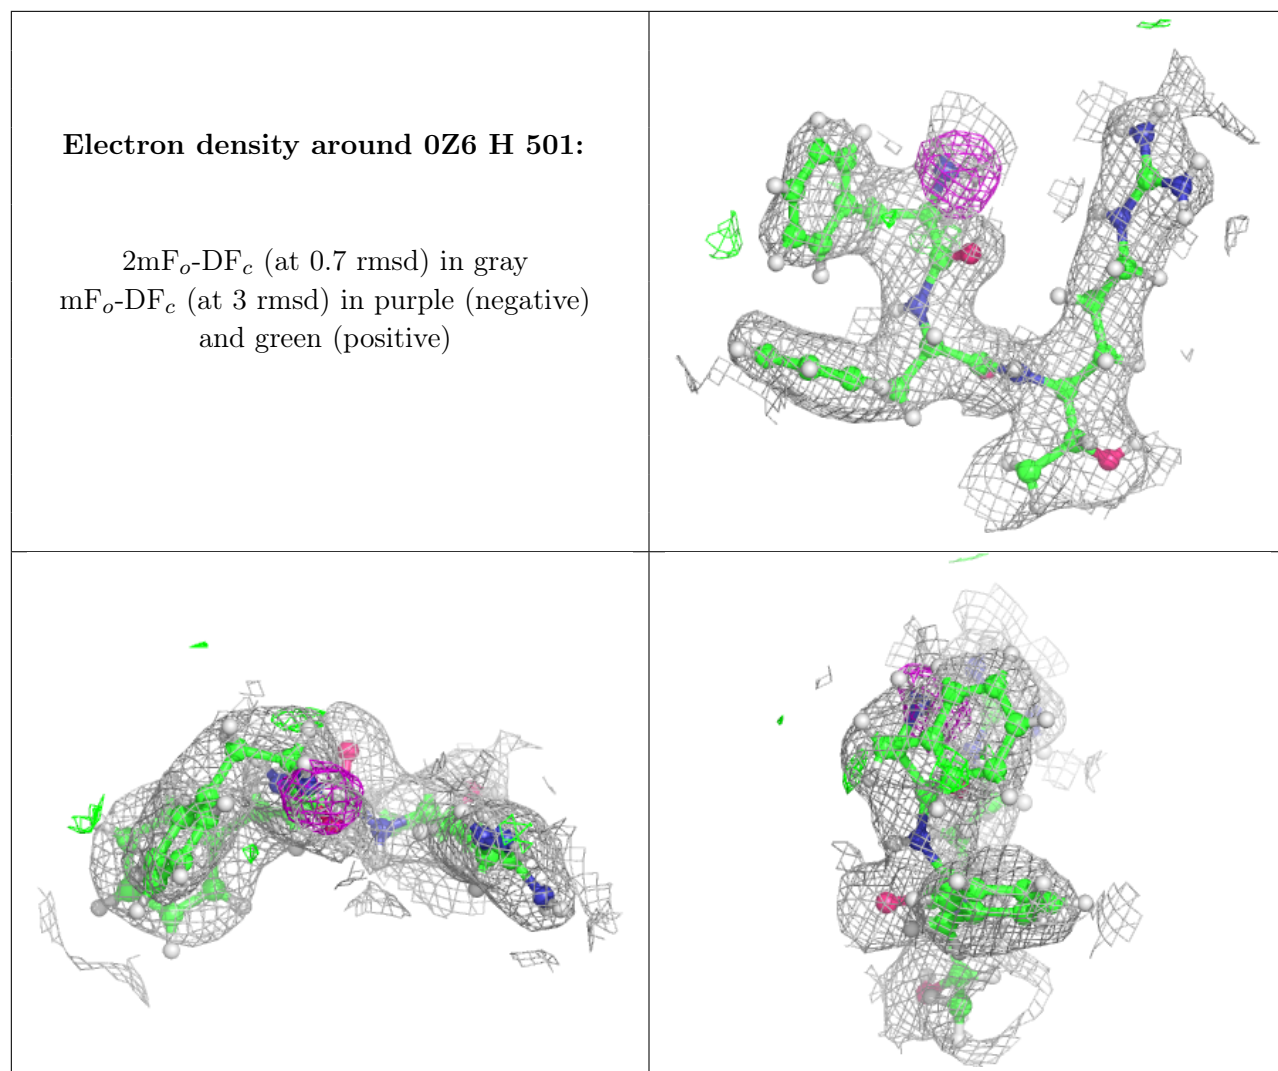 Electron density around 0Z6 H 501:
2mFo-DFc (at 0.7 rmsd) in gray
mFo-DFc (at 3 rmsd) in purple (negative)
and green (positive)